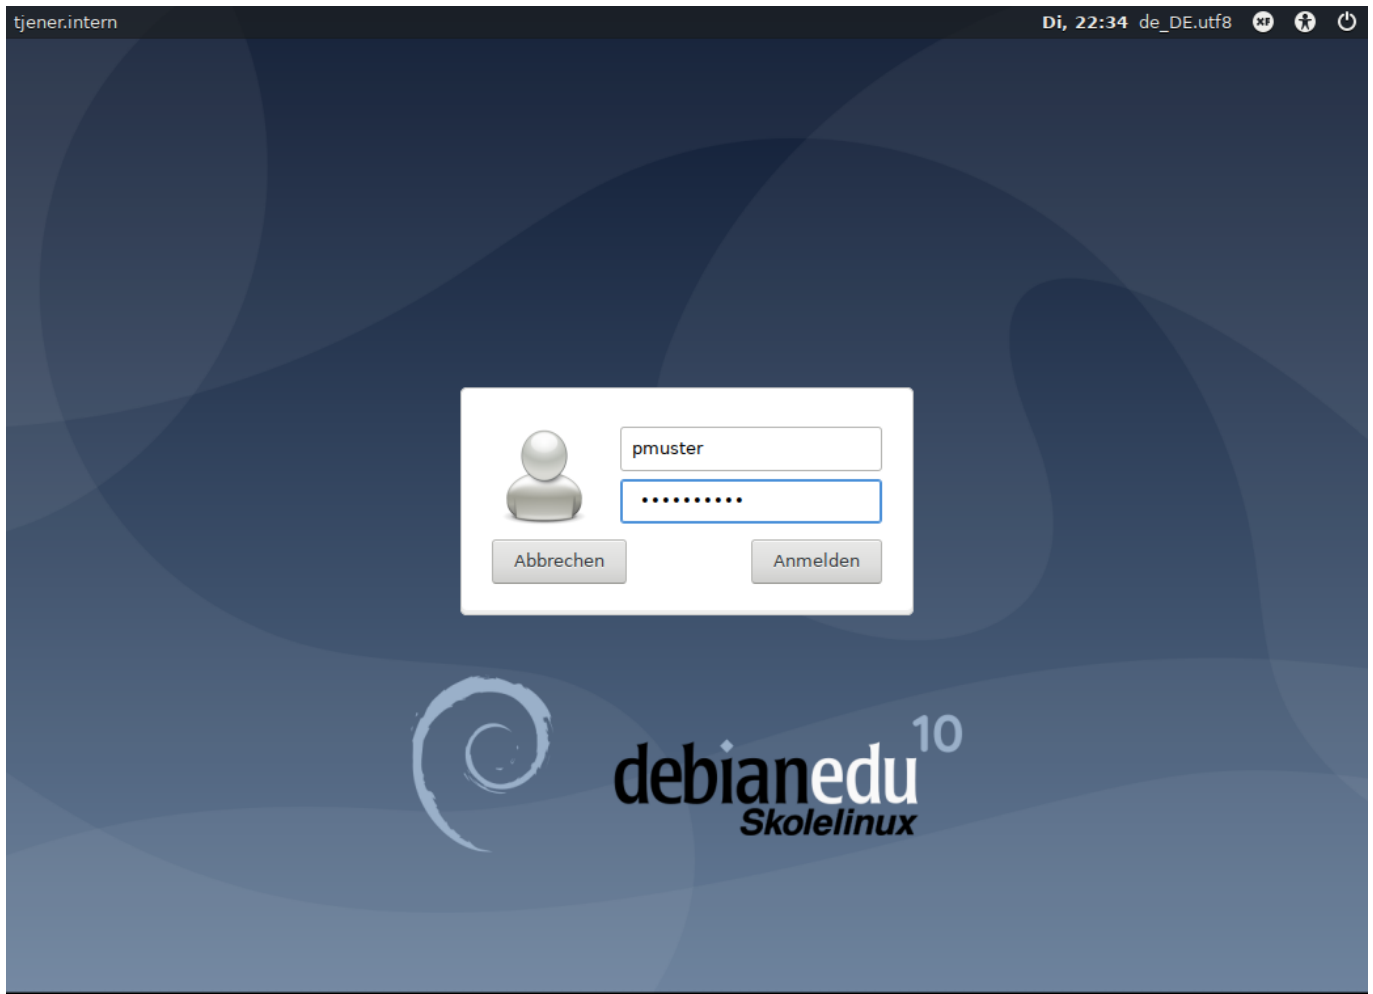 tjener.intern
Di, 22:34 de_DE.utf8
pmuster
••••••••••
Abbrechen
Anmelden
debianedu 10
Skolelinux